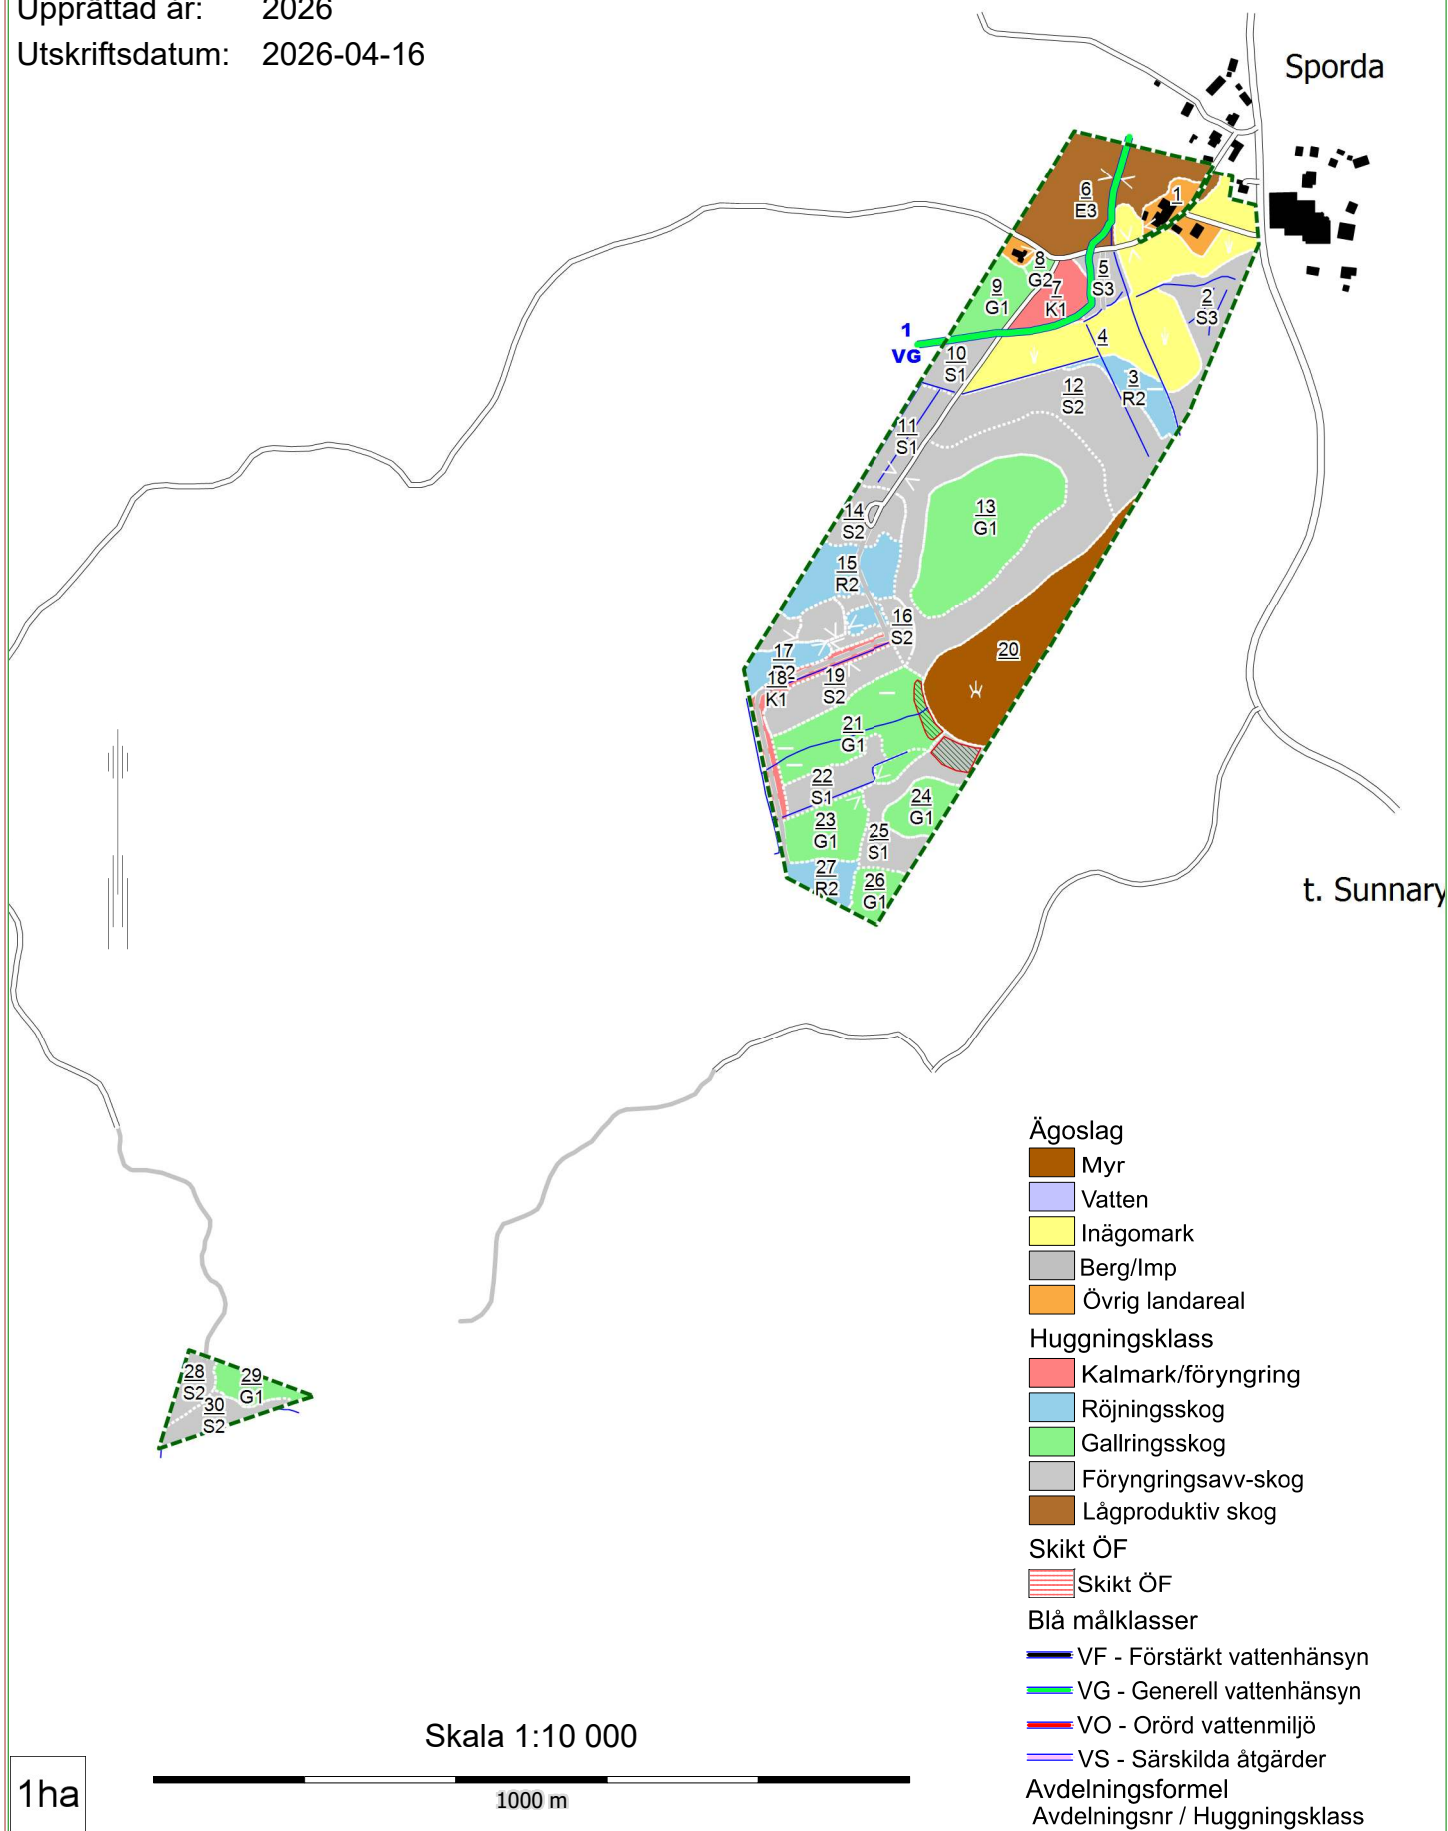 Upprättad år: 2026
Utskriftsdatum: 2026-04-16
Sporda
1
6
E3
8
G2
5
S3
9
G1
7
K1
2
S3
1
VG
4
10
S1
3
R2
12
S2
11
S1
13
G1
14
S2
15
R2
16
S2
20
17
R2
18
K1
19
S2
21
G1
22
S1
24
G1
23
G1
25
S1
27
R2
26
G1
t. Sunnary
28
S2
29
G1
30
S2
Ägoslag
Myr
Vatten
Inägomark
Berg/Imp
Övrig landareal
Huggningsklass
Kalmark/föryngring
Röjningsskog
Gallringsskog
Föryngringsavv-skog
Lågproduktiv skog
Skikt ÖF
Skikt ÖF
Blå målklasser
VF - Förstärkt vattenhänsyn
VG - Generell vattenhänsyn
VO - Orörd vattenmiljö
VS - Särskilda åtgärder
Avdelningsformel
Avdelningsnr / Huggningsklass
Skala 1:10 000
1000 m
1ha